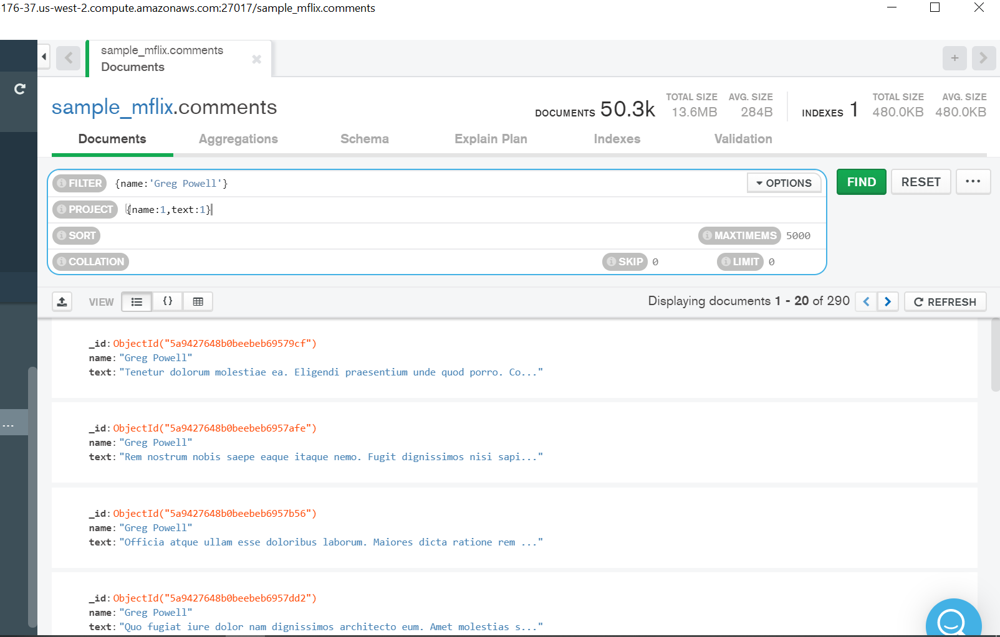 176-37.us-west-2.compute.amazonaws.com:27017/sample_mflix.comments
sample_mflix.comments
Documents
sample_mflix.comments
DOCUMENTS 50.3k TOTAL SIZE 13.6MB AVG. SIZE 284B INDEXES 1 TOTAL SIZE 480.0KB AVG. SIZE 480.0KB
Documents Aggregations Schema Explain Plan Indexes Validation
FILTER {name:'Greg Powell'} OPTIONS FIND RESET ...
PROJECT {name:1,text:1}
SORT MAXTIMEMS 5000
COLLATION SKIP 0 LIMIT 0
VIEW {} Displaying documents 1 - 20 of 290 REFRESH
_id: ObjectId("5a9427648b0beebeb69579cf")
name: "Greg Powell"
text: "Tenetur dolorum molestiae ea. Eligendi praesentium unde quod porro. Co..."
...
_id: ObjectId("5a9427648b0beebeb6957afe")
name: "Greg Powell"
text: "Rem nostrum nobis saepe eaque itaque nemo. Fugit dignissimos nisi sapi..."
_id: ObjectId("5a9427648b0beebeb6957b56")
name: "Greg Powell"
text: "Officia atque ullam esse doloribus laborum. Maiores dicta ratione rem ..."
_id: ObjectId("5a9427648b0beebeb6957dd2")
name: "Greg Powell"
text: "Quo fugiat iure dolor nam dignissimos architecto eum. Amet molestias s..."